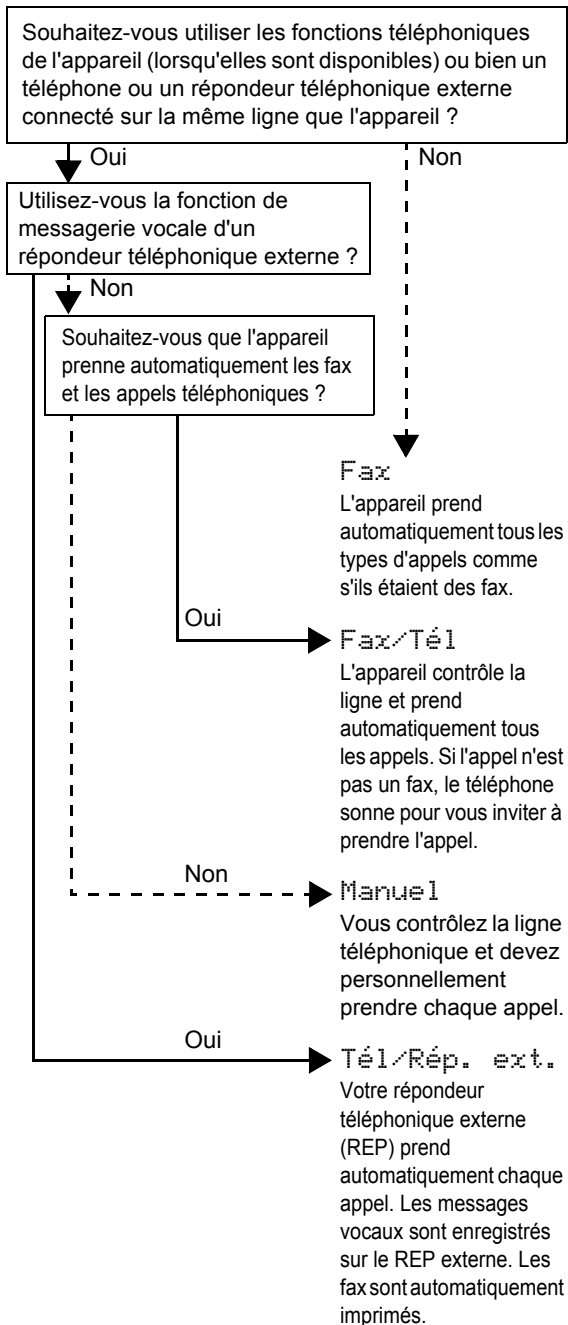 Souhaitez-vous utiliser les fonctions téléphoniques
de l'appareil (lorsqu'elles sont disponibles) ou bien un
téléphone ou un répondeur téléphonique externe
connecté sur la même ligne que l'appareil ?
Oui
Non
Utilisez-vous la fonction de
messagerie vocale d'un
répondeur téléphonique externe ?
Non
Souhaitez-vous que l'appareil
prenne automatiquement les fax
et les appels téléphoniques ?
Fax
L'appareil prend
automatiquement tous les
types d'appels comme
s'ils étaient des fax.
Oui
Fax/Tél
L'appareil contrôle la
ligne et prend
automatiquement tous
les appels. Si l'appel n'est
pas un fax, le téléphone
sonne pour vous inviter à
prendre l'appel.
Non
Manuel
Vous contrôlez la ligne
téléphonique et devez
personnellement
prendre chaque appel.
Oui
Tél/Rép. ext.
Votre répondeur
téléphonique externe
(REP) prend
automatiquement chaque
appel. Les messages
vocaux sont enregistrés
sur le REP externe. Les
fax sont automatiquement
imprimés.